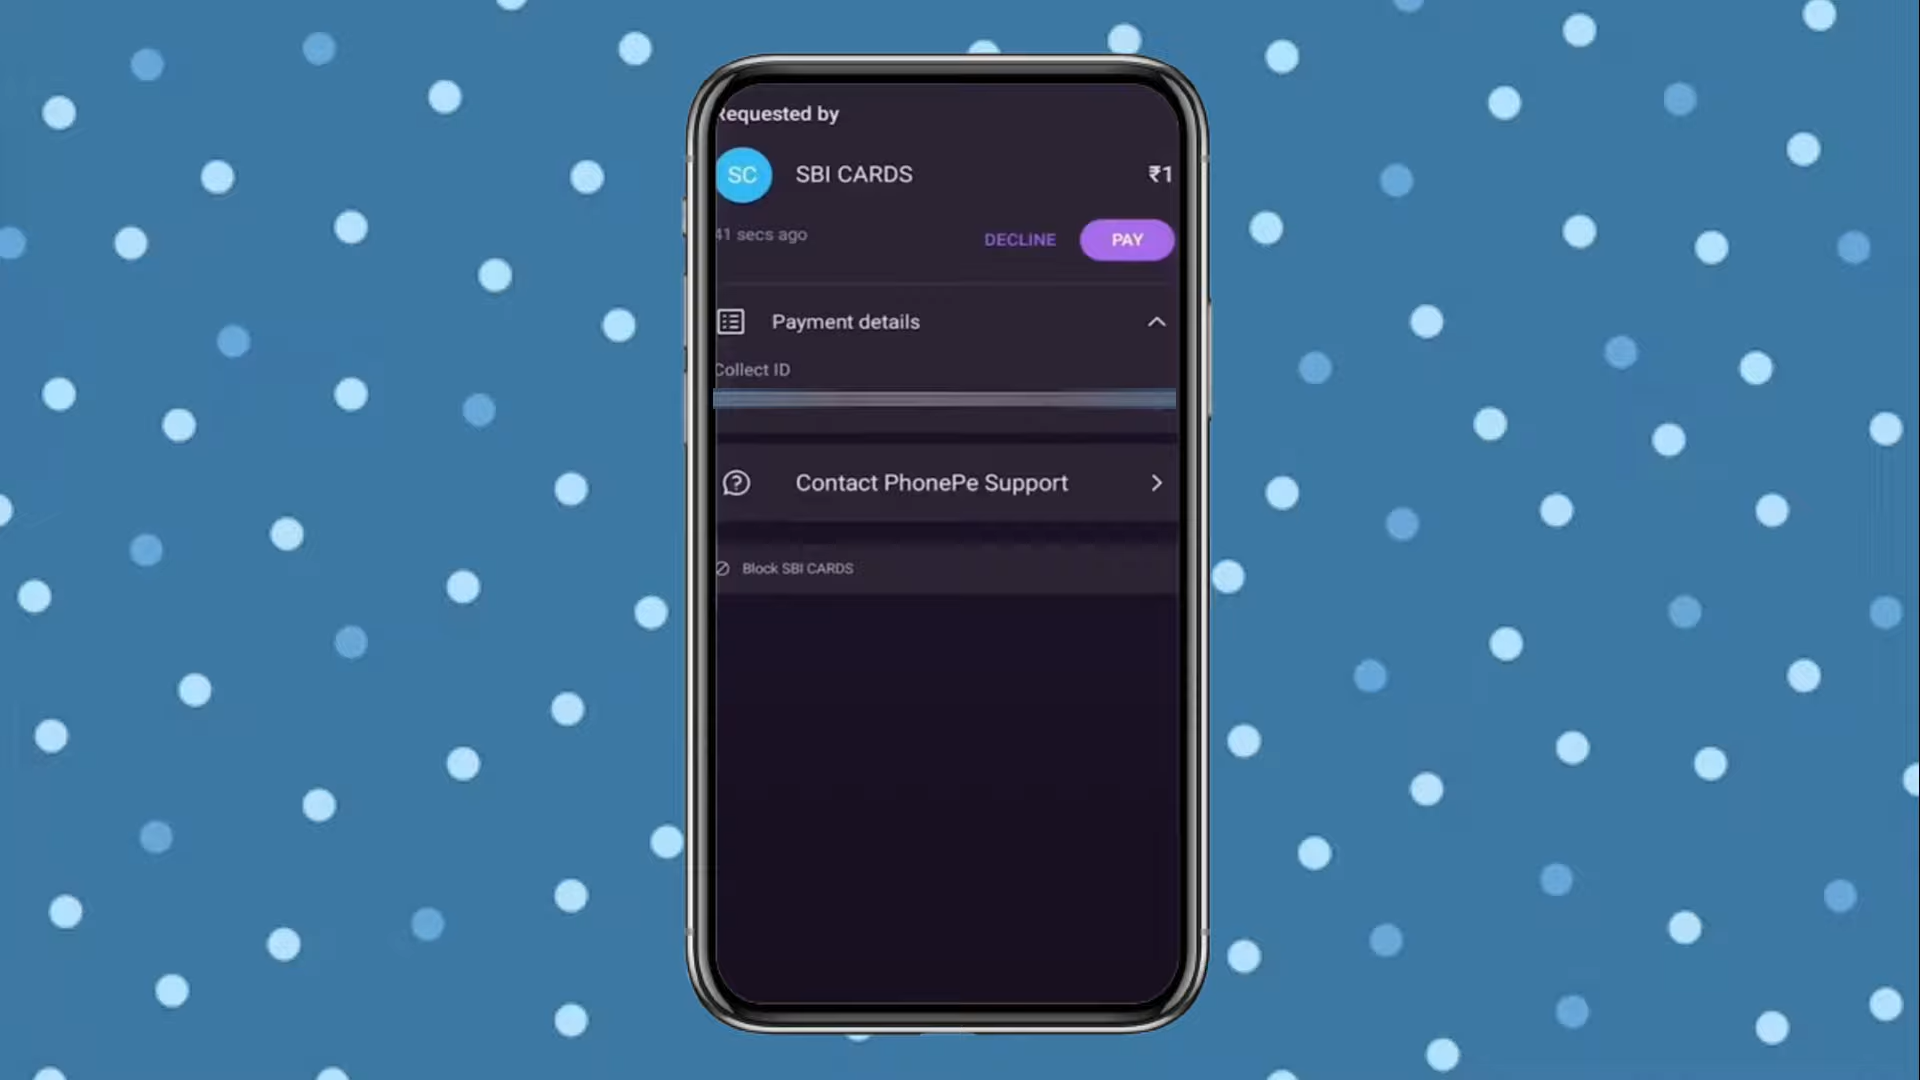 Requested by
SC SBI CARDS ₹1
41 secs ago DECLINE PAY
Payment details
Collect ID
Contact PhonePe Support
Block SBI CARDS